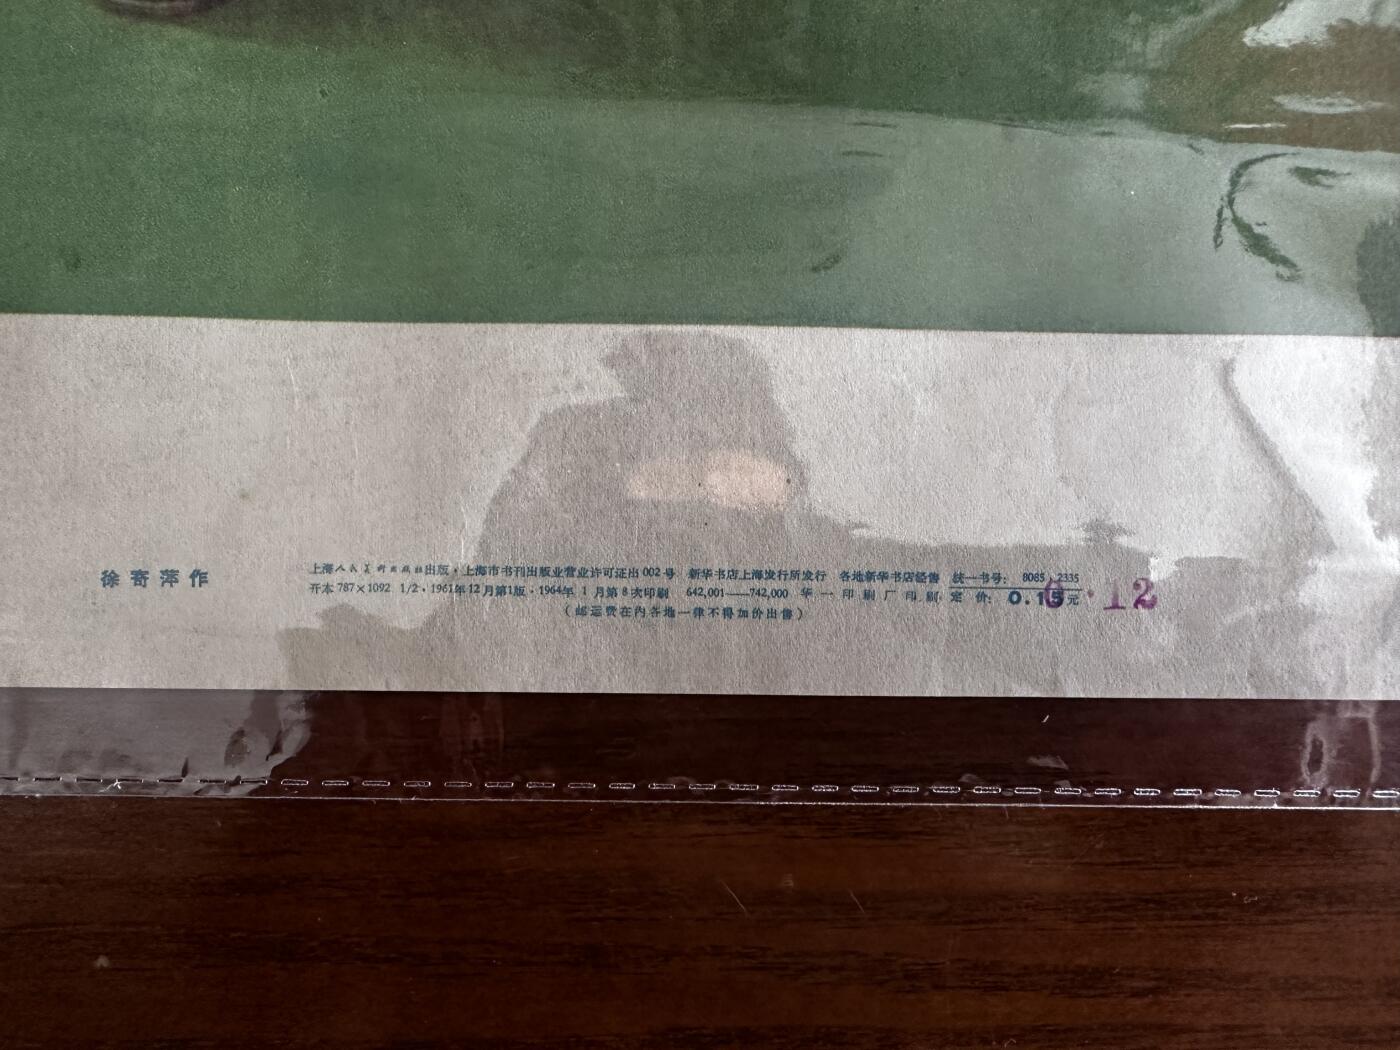 徐寄萍作
上海人民美術出版社出版·上海市书刊出版业营业许可证出002号 新华书店上海发行所发行 各地新华书店经售 统一书号: 8085·2335
开本787×1092 1/2·1961年12月第1版·1964年 1 月第 8 次印刷 642,001——742,000 华一印刷厂印刷 定 价: 0.15元 0·12
(邮运费在内各地一律不得加价出售)